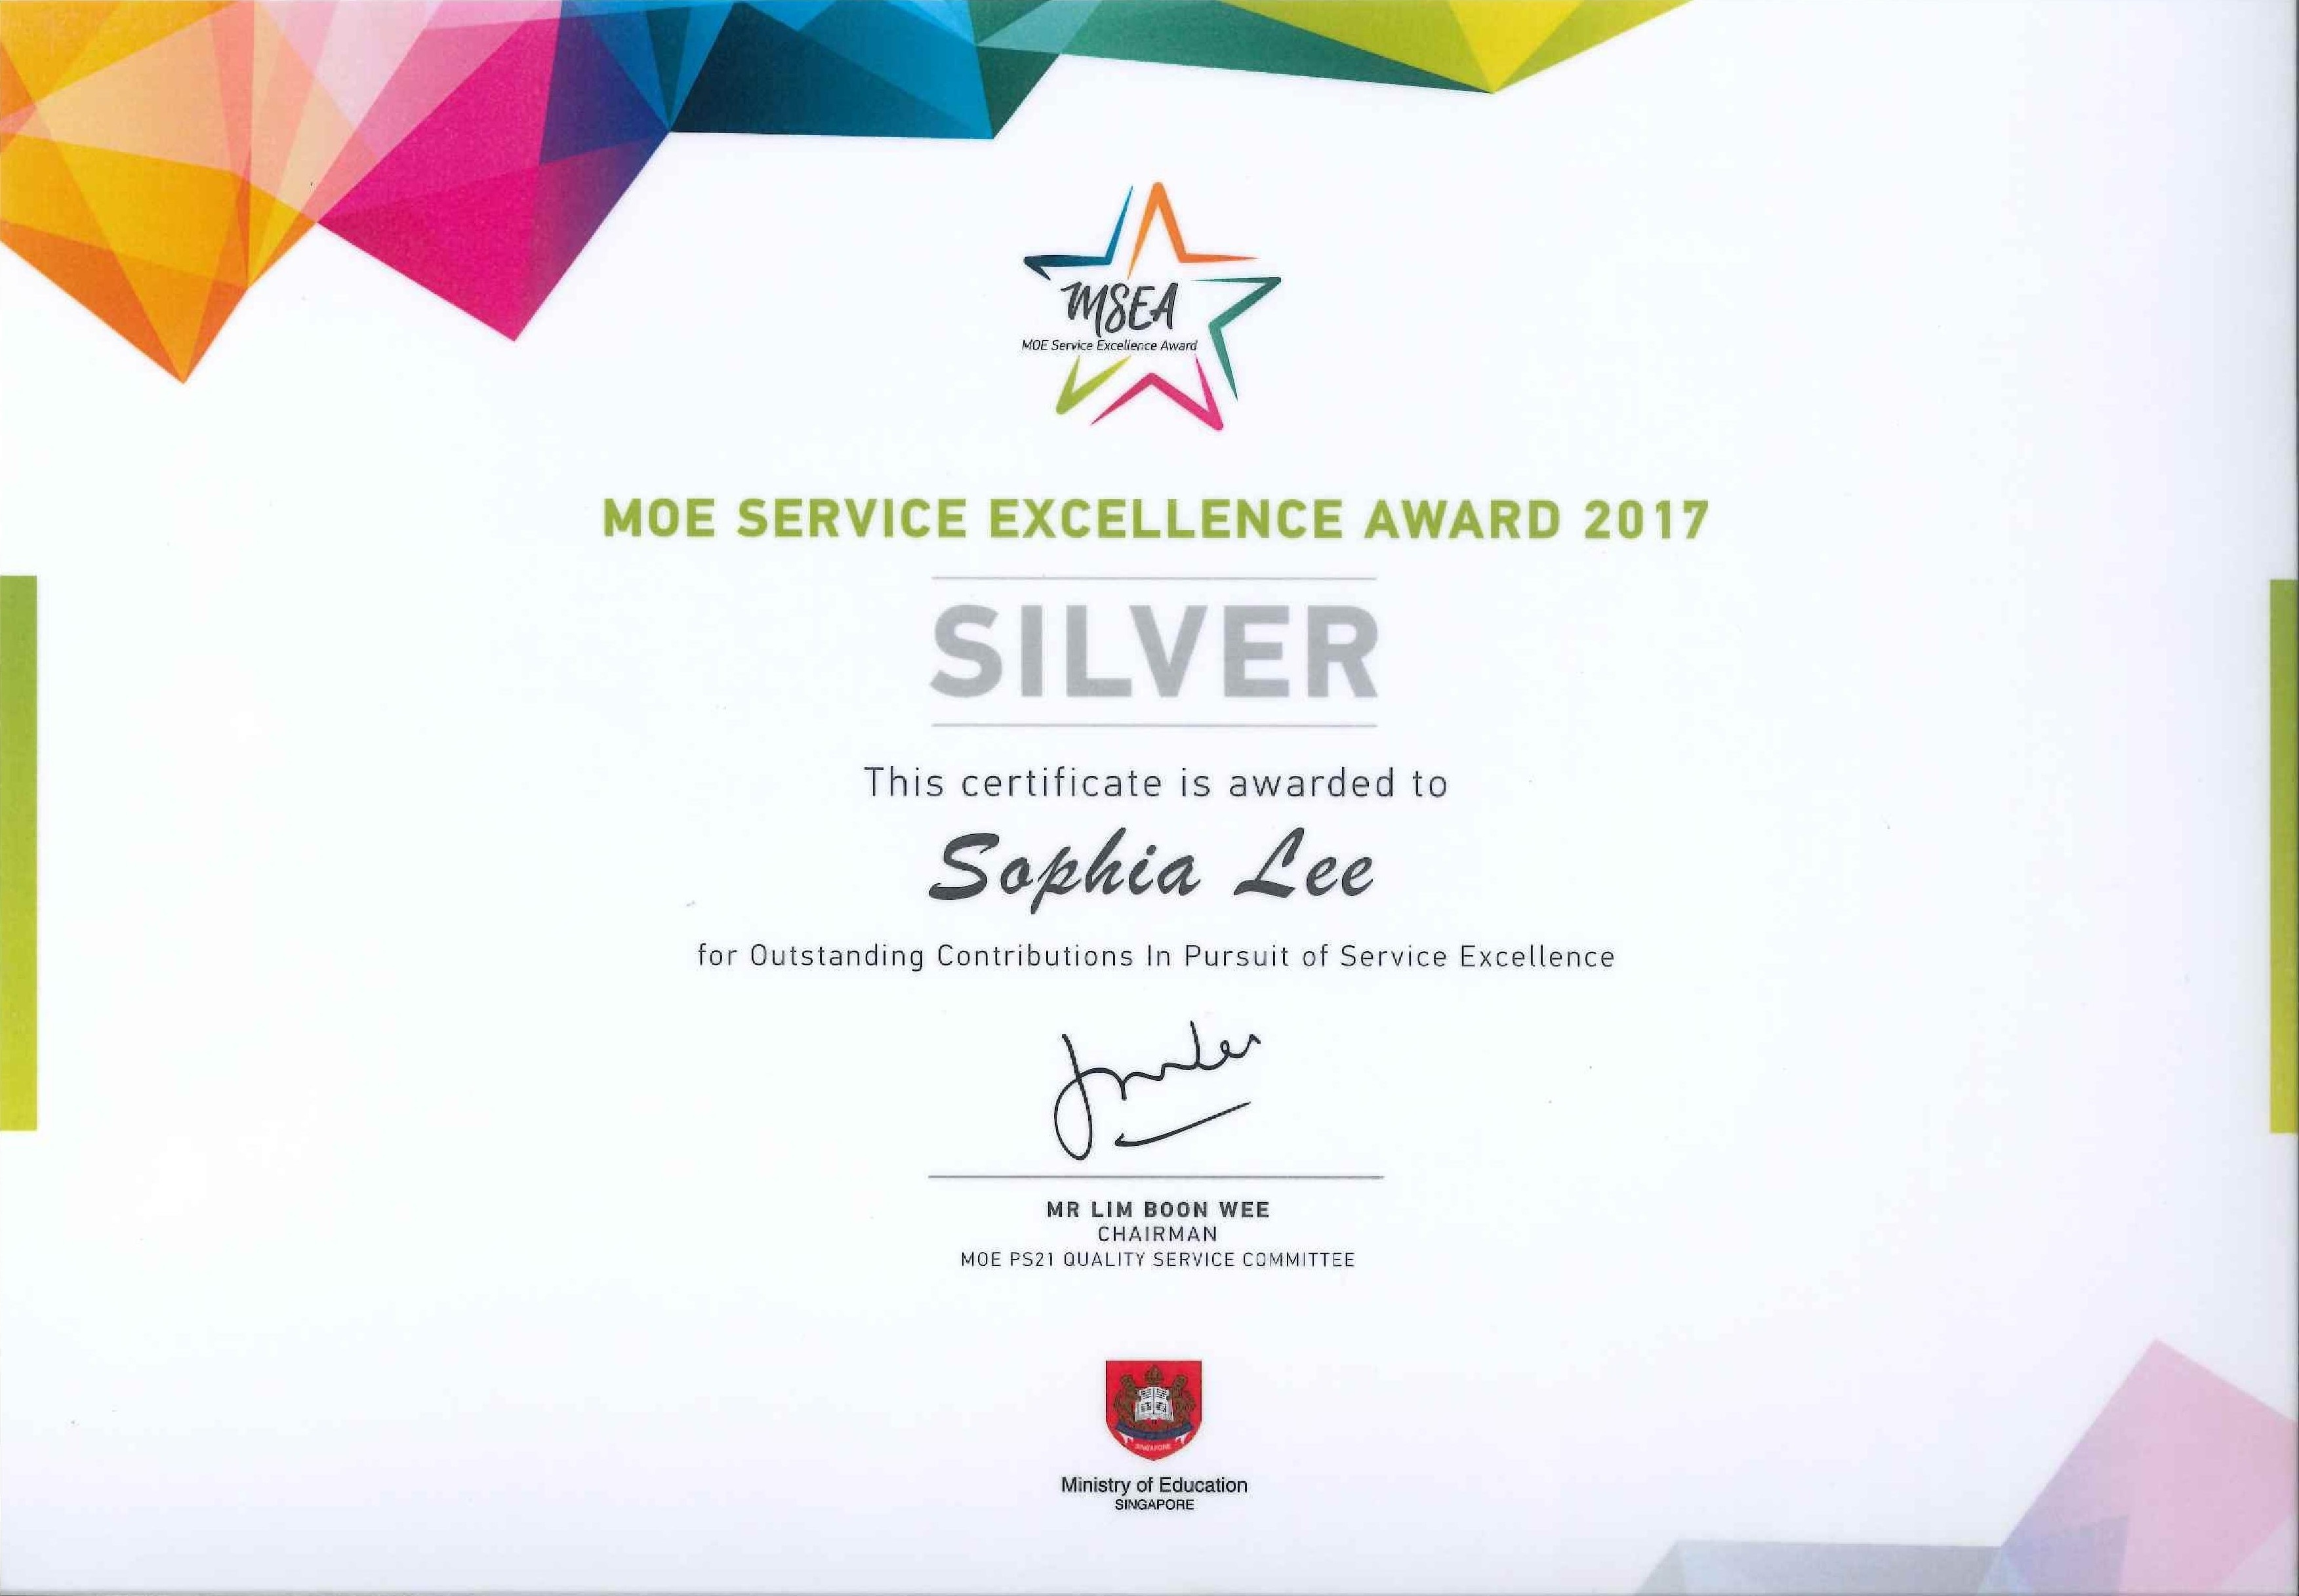 MSEA
MOE Service Excellence Award
MOE SERVICE EXCELLENCE AWARD 2017
SILVER
This certificate is awarded to
Sophia Lee
for Outstanding Contributions In Pursuit of Service Excellence
MR LIM BOON WEE
CHAIRMAN
MOE PS21 QUALITY SERVICE COMMITTEE
SINGAPORE
Ministry of Education
SINGAPORE